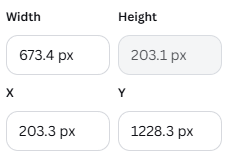 Width Height
673.4 px 203.1 px
X Y
203.3 px 1228.3 px